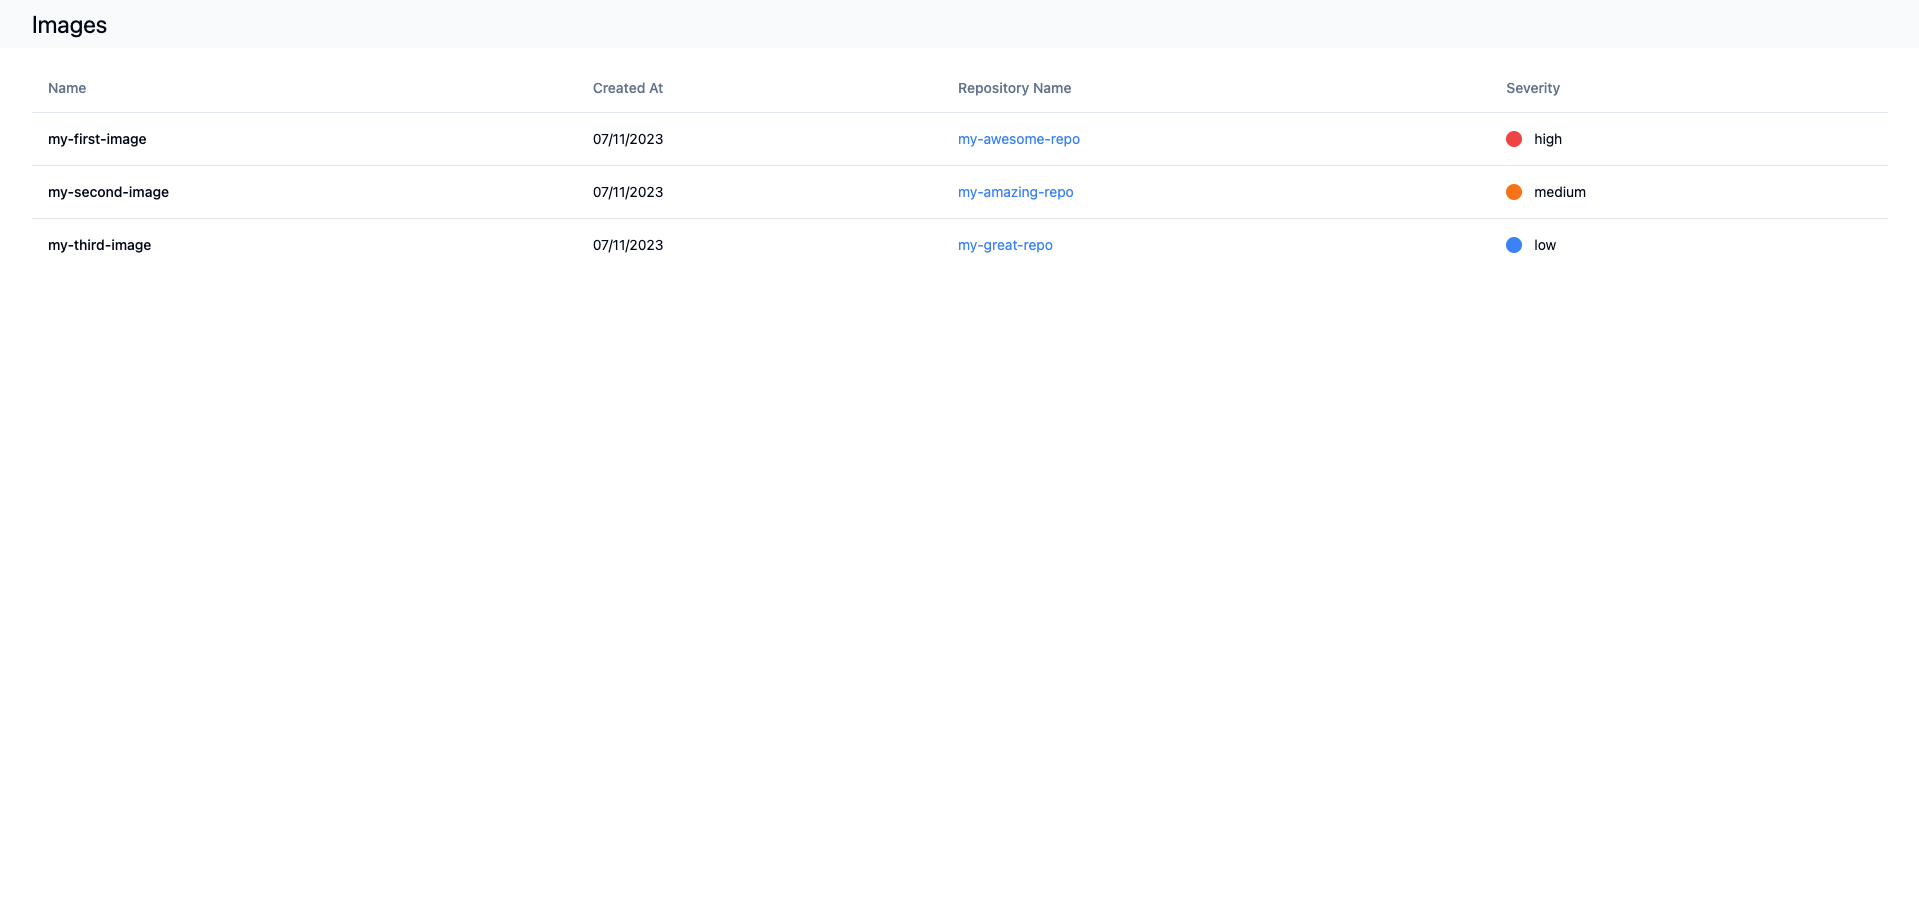 Images
Name Created At Repository Name Severity
my-first-image 07/11/2023 my-awesome-repo high
my-second-image 07/11/2023 my-amazing-repo medium
my-third-image 07/11/2023 my-great-repo low